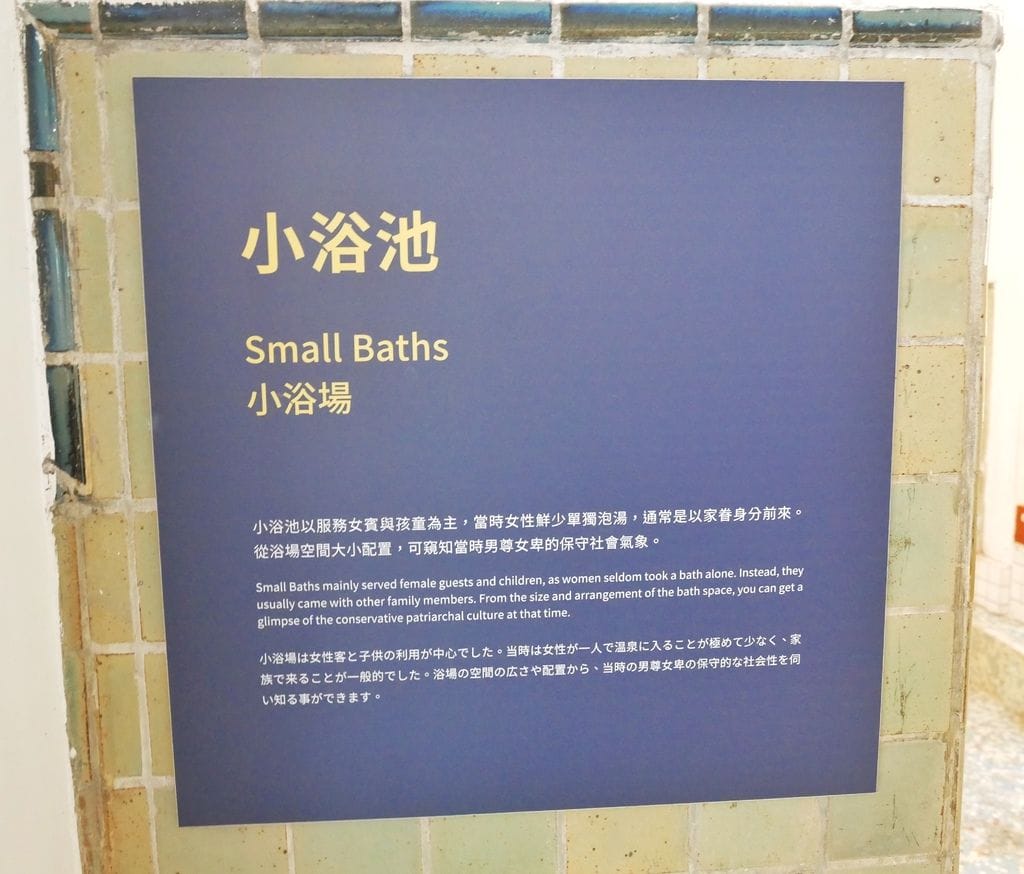 小浴池
Small Baths
小浴場
小浴池以服務女賓與孩童為主，當時女性鮮少單獨泡湯，通常是以家眷身分前來。
從浴場空間大小配置，可窺知當時男尊女卑的保守社會氣象。
Small Baths mainly served female guests and children, as women seldom took a bath alone. Instead, they
usually came with other family members. From the size and arrangement of the bath space, you can get a
glimpse of the conservative patriarchal culture at that time.
小浴場は女性客と子供の利用が中心でした。当時は女性が一人で温泉に入ることが極めて少なく、家
族で来ることが一般的でした。浴場の空間の広さや配置から、当時の男尊女卑の保守的な社会性を伺
い知る事ができます。